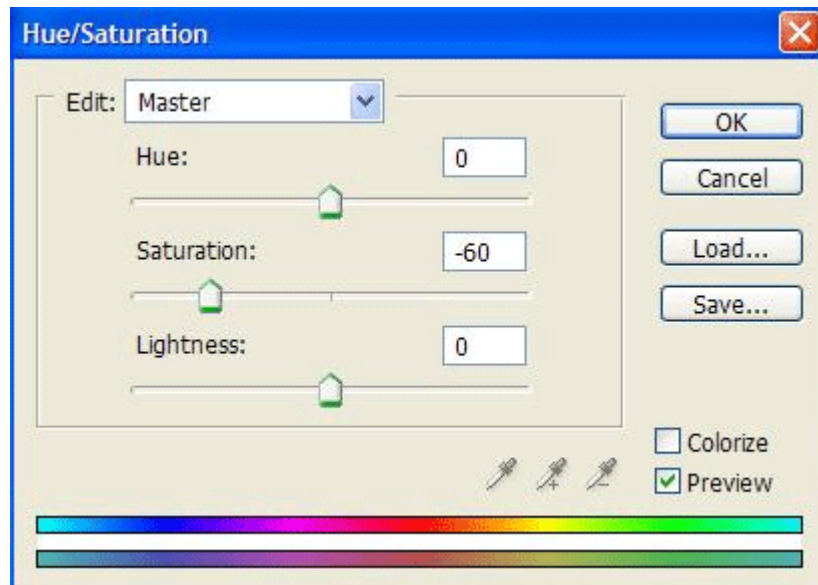 Hue/Saturation
Edit: Master
Hue: 0
Saturation: -60
Lightness: 0
OK
Cancel
Load...
Save...
Colorize
Preview